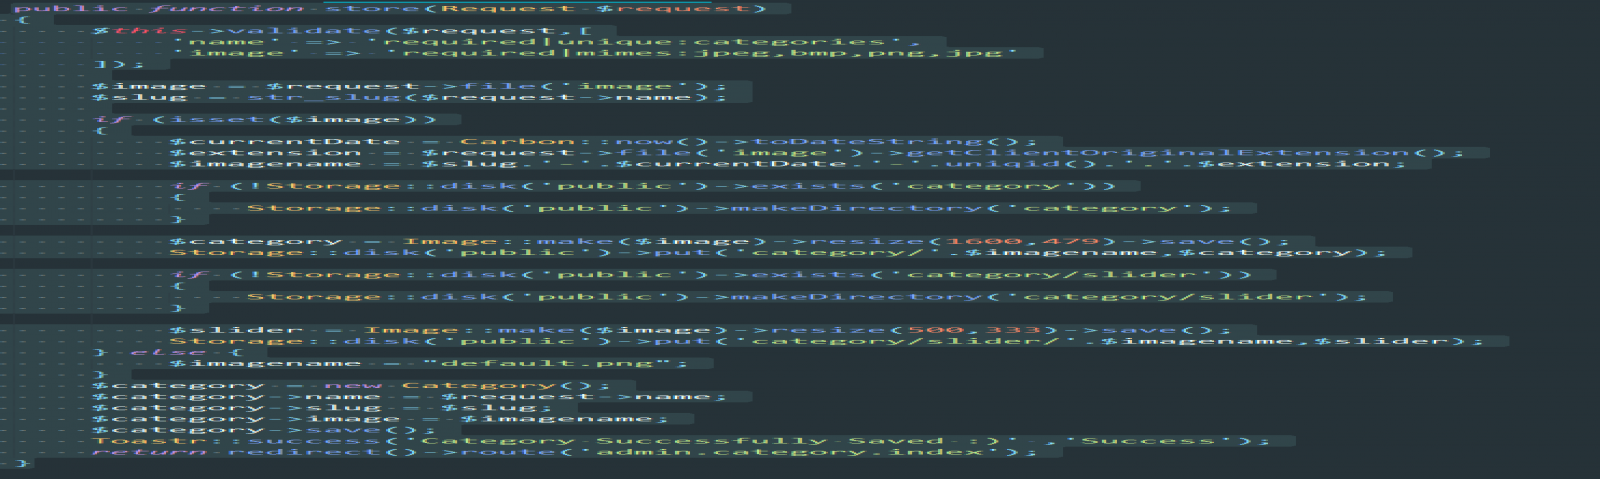 public function store(Request $request)
{
$this->validate($request,[
'name' => 'required|unique:categories',
'image' => 'required|mimes:jpeg,bmp,png,jpg'
]);
$image = $request->file('image');
$slug = str_slug($request->name);
if (isset($image))
{
$currentDate = Carbon::now()->toDateString();
$extension = $request->file('image')->getClientOriginalExtension();
$imagename = $slug.'-'.$currentDate.'-'.uniqid().'.'.$extension;
if (!Storage::disk('public')->exists('category'))
{
Storage::disk('public')->makeDirectory('category');
}
$category = Image::make($image)->resize(1600,479)->save();
Storage::disk('public')->put('category/'.$imagename,$category);
if (!Storage::disk('public')->exists('category/slider'))
{
Storage::disk('public')->makeDirectory('category/slider');
}
$slider = Image::make($image)->resize(500,333)->save();
Storage::disk('public')->put('category/slider/'.$imagename,$slider);
} else {
$imagename = "default.png";
}
$category = new Category();
$category->name = $request->name;
$category->slug = $slug;
$category->image = $imagename;
$category->save();
Toastr::success('Category Successfully Saved :)' ,'Success');
return redirect()->route('admin.category.index');
}